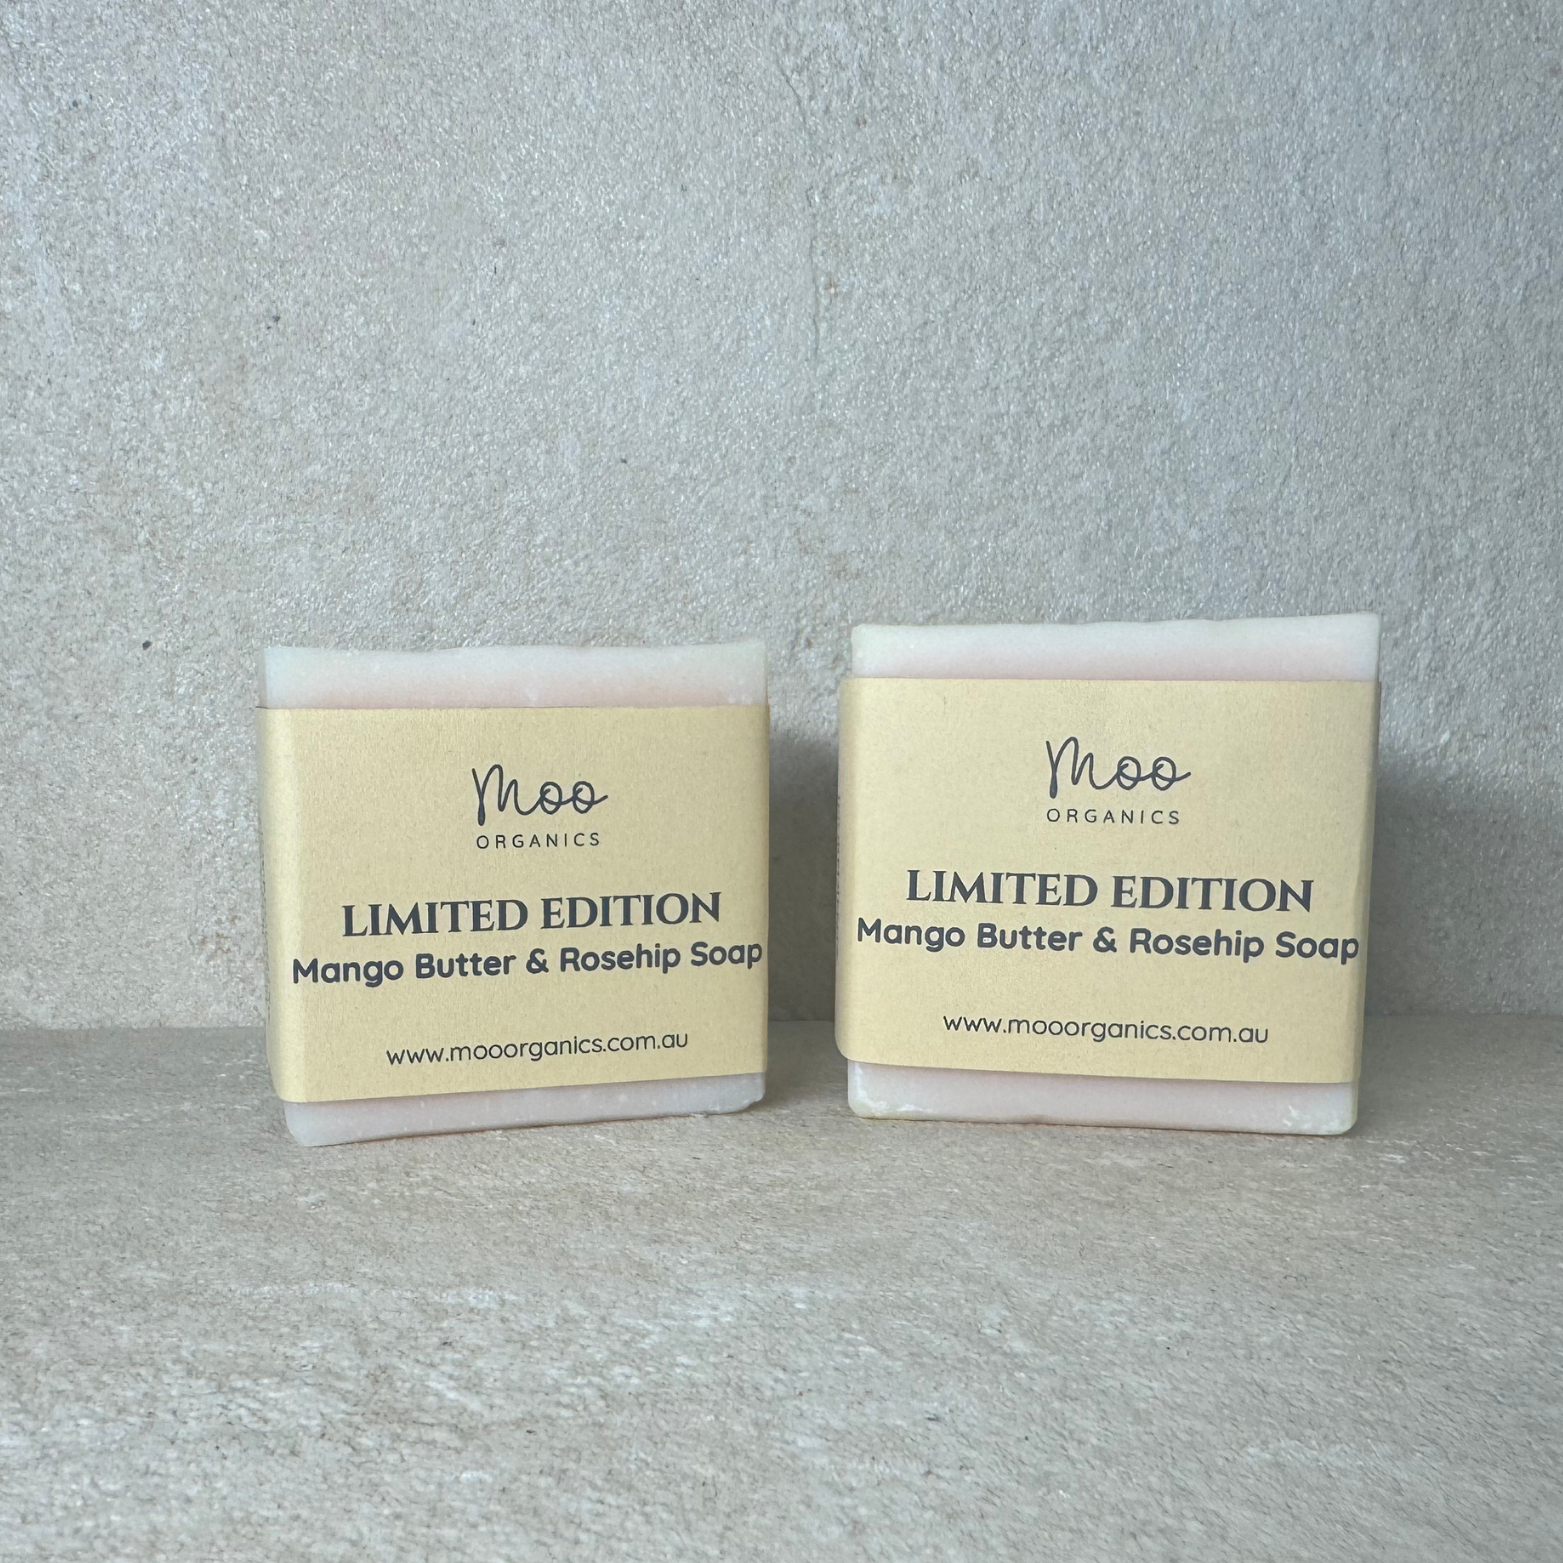 Moo
ORGANICS
LIMITED EDITION
Mango Butter & Rosehip Soap
www.mooorganics.com.au
Moo
ORGANICS
LIMITED EDITION
Mango Butter & Rosehip Soap
www.mooorganics.com.au